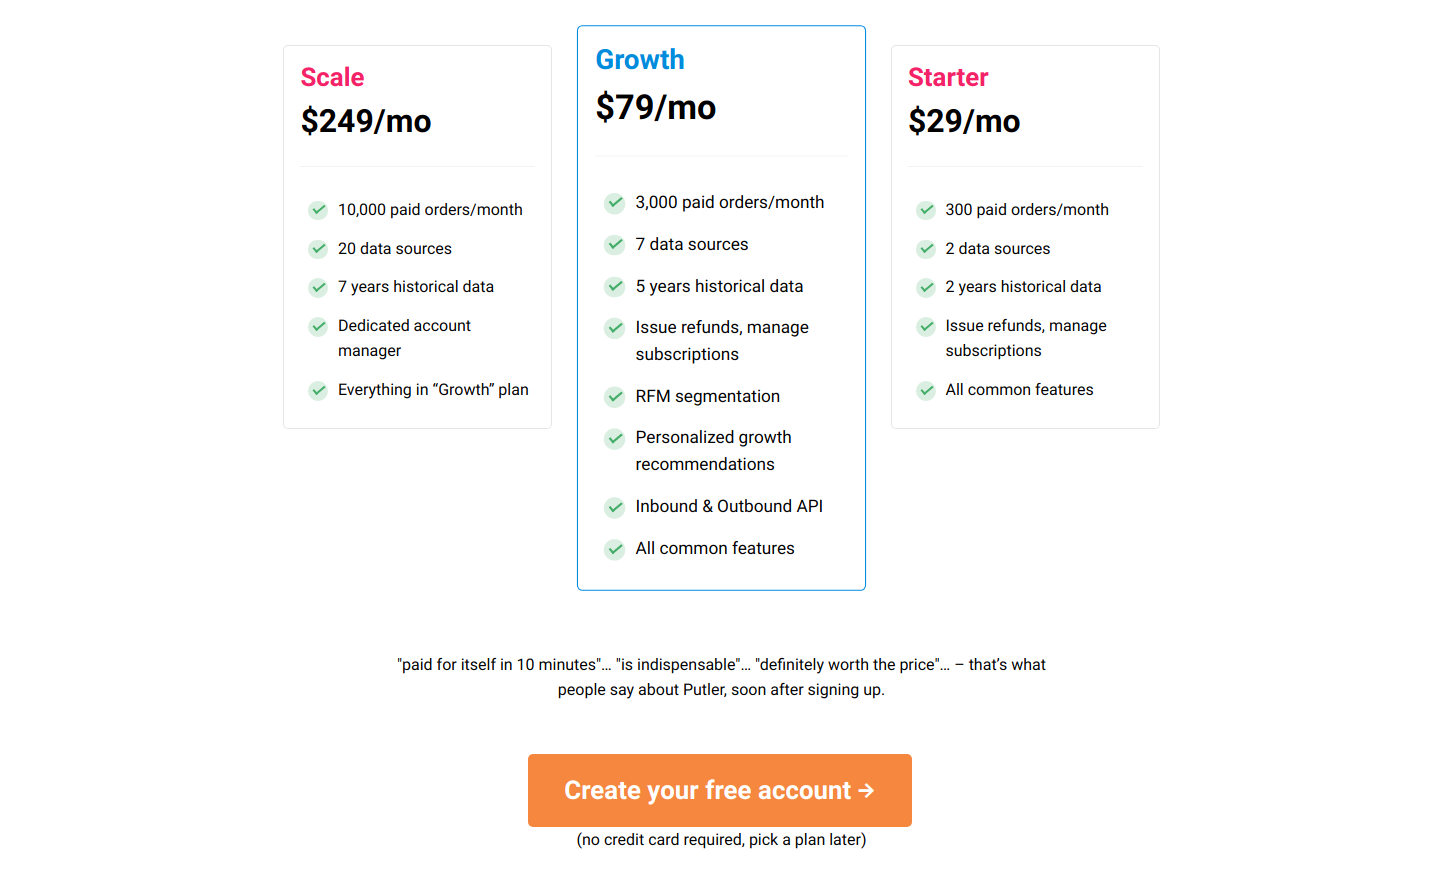 Scale
$249/mo
10,000 paid orders/month
20 data sources
7 years historical data
Dedicated account
manager
Everything in “Growth” plan
Growth
$79/mo
3,000 paid orders/month
7 data sources
5 years historical data
Issue refunds, manage
subscriptions
RFM segmentation
Personalized growth
recommendations
Inbound & Outbound API
All common features
Starter
$29/mo
300 paid orders/month
2 data sources
2 years historical data
Issue refunds, manage
subscriptions
All common features
"paid for itself in 10 minutes"… "is indispensable"… "definitely worth the price"… – that’s what
people say about Putler, soon after signing up.
Create your free account →
(no credit card required, pick a plan later)